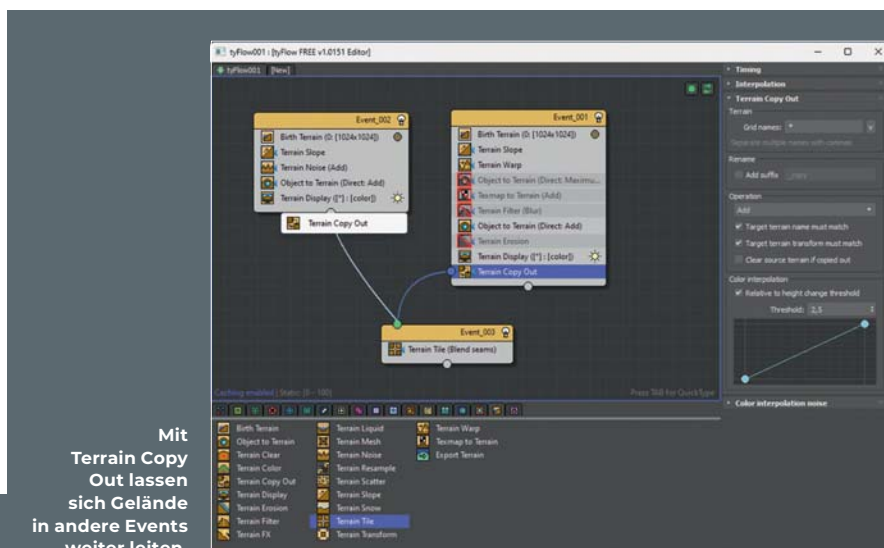 tyFlow001 : [tyFlow FREE v1.0151 Editor]
tyFlow001 [New]
Event_002
Birth Terrain (0: [1024x1024])
Terrain Slope
Terrain Noise (Add)
Object to Terrain (Direct: Add)
Terrain Display ([*] : [color])
Terrain Copy Out
Event_001
Birth Terrain (0: [1024x1024])
Terrain Slope
Terrain Warp
Object to Terrain (Direct: Maximu...
Texmap to Terrain (Add)
Terrain Filter (Blur)
Object to Terrain (Direct: Add)
Terrain Erosion
Terrain Display ([*] : [color])
Terrain Copy Out
Event_003
Terrain Tile (Blend seams)
Caching enabled | Static: (0 - 100)
Press TAB for QuickType
Timing
Interpolation
Terrain Copy Out
Terrain
Grid names: *
Separate multiple names with commas
Rename
Add suffix _copy
Operation
Add
Target terrain name must match
Target terrain transform must match
Clear source terrain if copied out
Color interpolation
Relative to height change threshold
Threshold: 2,5
Color interpolation noise
Birth Terrain
Object to Terrain
Terrain Clear
Terrain Color
Terrain Copy Out
Terrain Display
Terrain Erosion
Terrain Filter
Terrain FX
Terrain Liquid
Terrain Mesh
Terrain Noise
Terrain Resample
Terrain Scatter
Terrain Slope
Terrain Snow
Terrain Tile
Terrain Transform
Terrain Warp
Texmap to Terrain
Export Terrain
Mit
Terrain Copy
Out lassen
sich Gelände
in andere Events
weiter leiten.